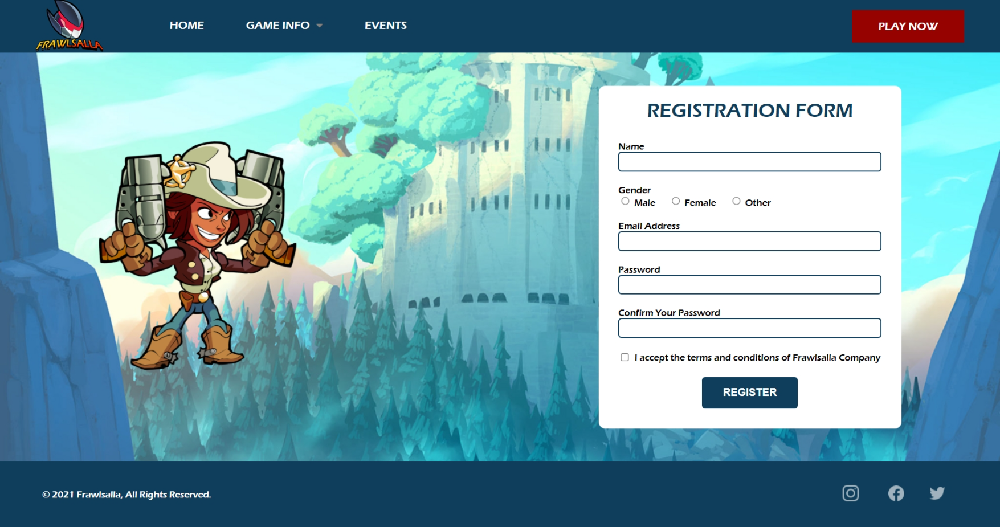 FRAWLSALLA
HOME GAME INFO EVENTS PLAY NOW
REGISTRATION FORM
Name
Gender
Male Female Other
Email Address
Password
Confirm Your Password
I accept the terms and conditions of Frawlsalla Company
REGISTER
© 2021 Frawlsalla, All Rights Reserved.